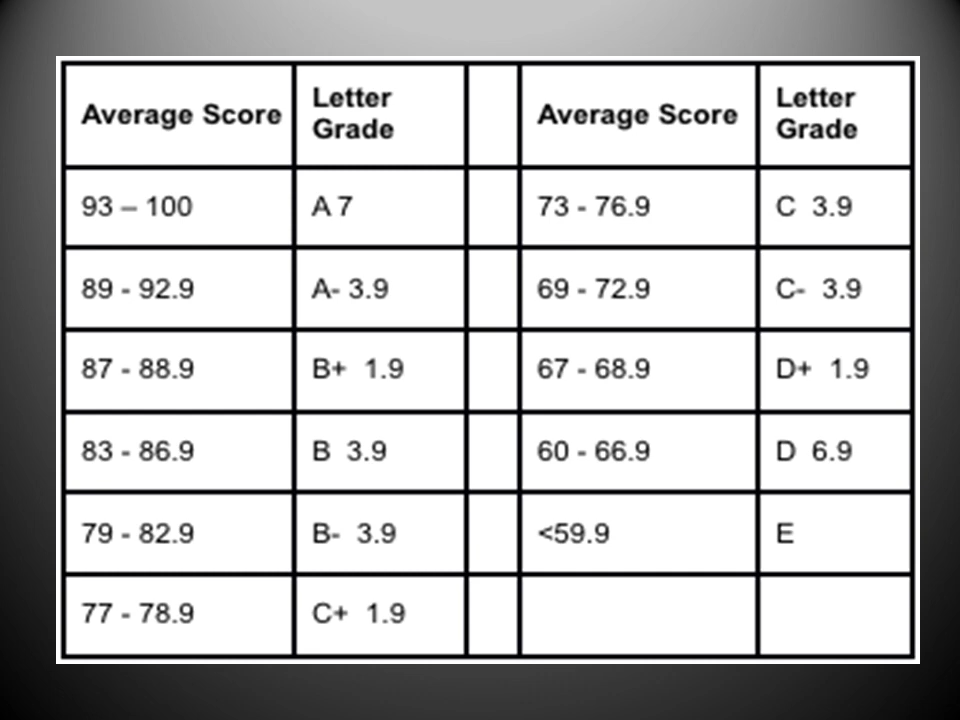 Average Score Letter Grade Average Score Letter Grade
93 – 100 A 7 73 - 76.9 C 3.9
89 - 92.9 A- 3.9 69 - 72.9 C- 3.9
87 - 88.9 B+ 1.9 67 - 68.9 D+ 1.9
83 - 86.9 B 3.9 60 - 66.9 D 6.9
79 - 82.9 B- 3.9 <59.9 E
77 - 78.9 C+ 1.9